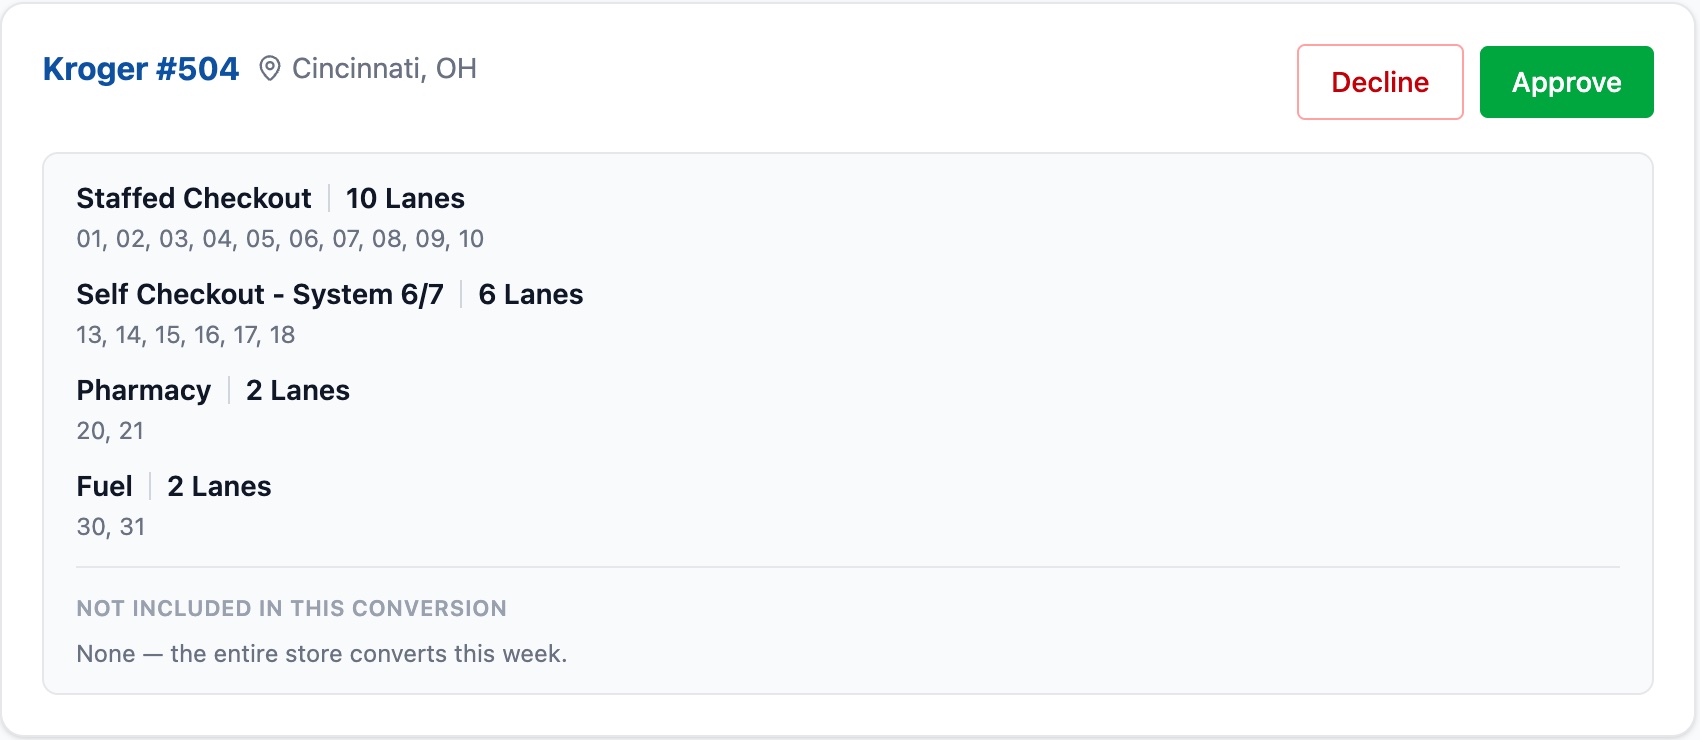 Kroger #504 Cincinnati, OH
Decline
Approve
Staffed Checkout | 10 Lanes
01, 02, 03, 04, 05, 06, 07, 08, 09, 10
Self Checkout - System 6/7 | 6 Lanes
13, 14, 15, 16, 17, 18
Pharmacy | 2 Lanes
20, 21
Fuel | 2 Lanes
30, 31
NOT INCLUDED IN THIS CONVERSION
None — the entire store converts this week.